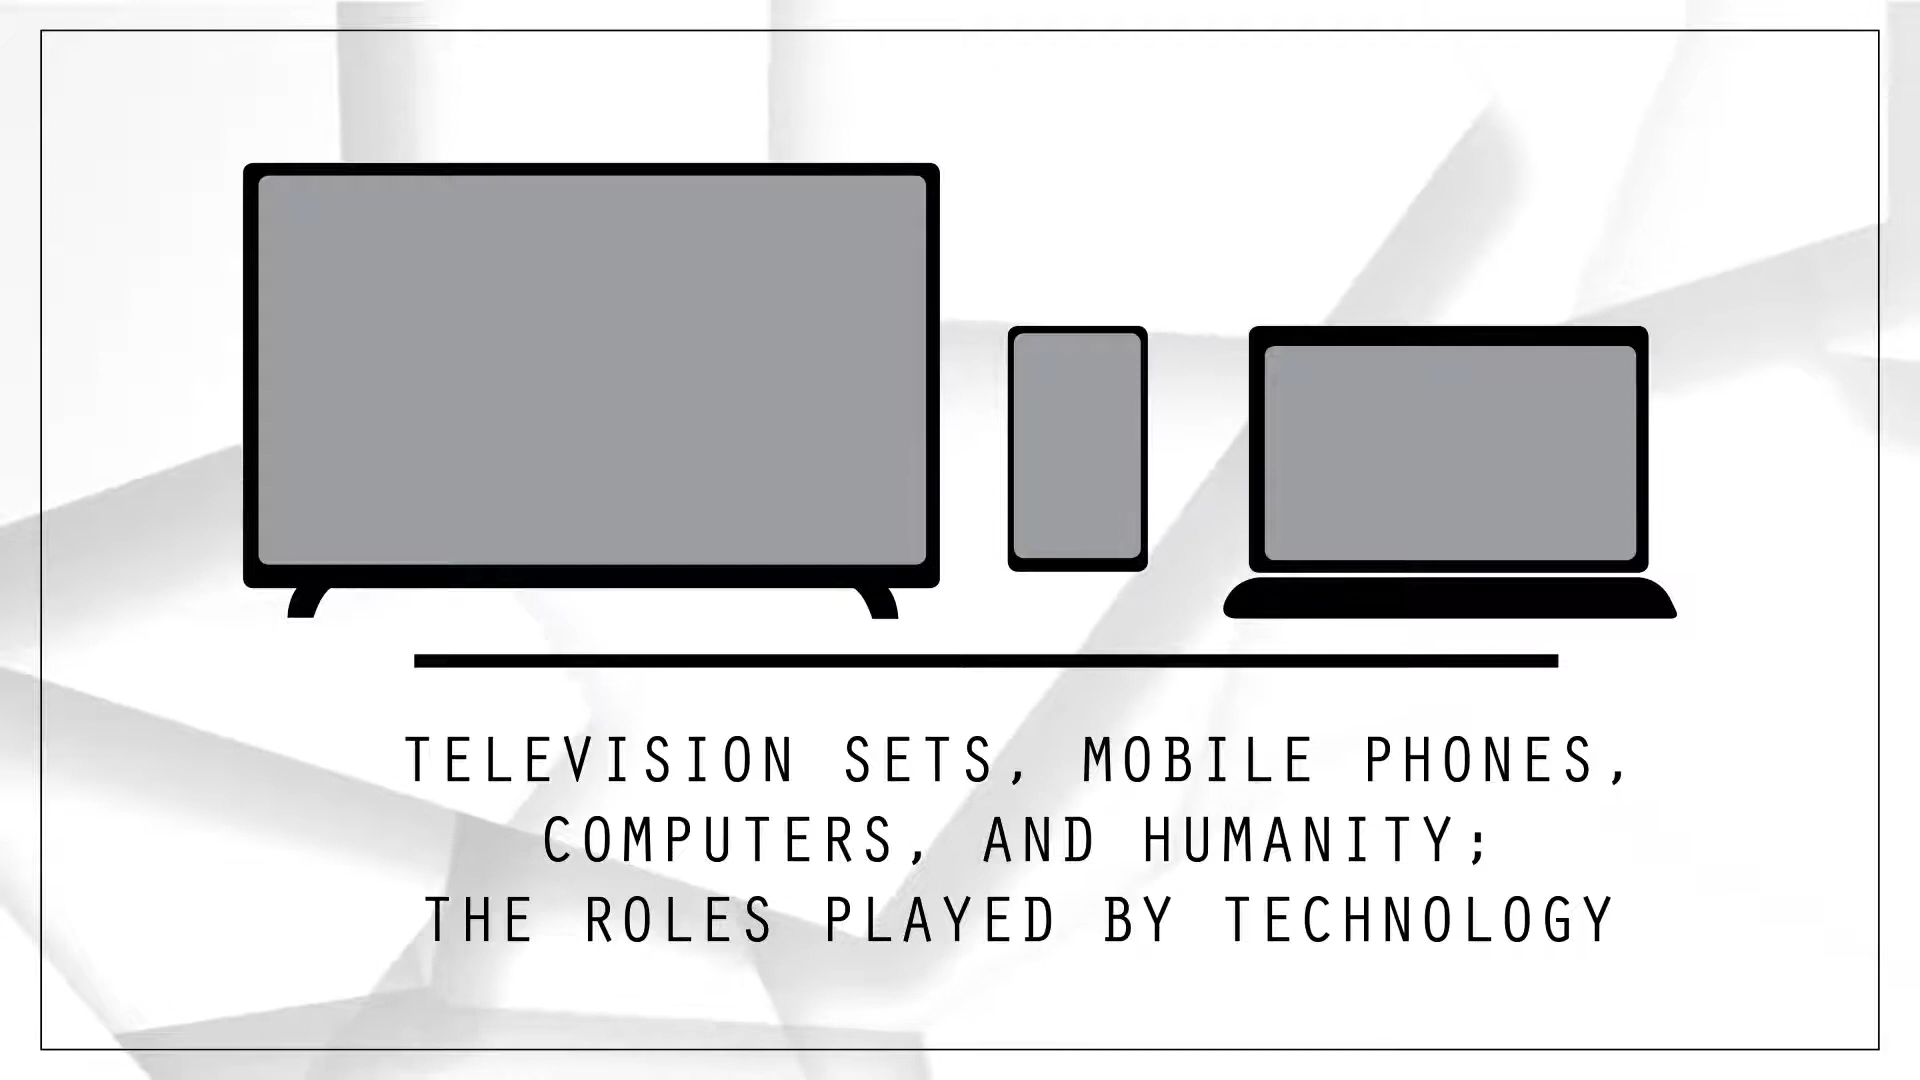 TELEVISION SETS, MOBILE PHONES,
COMPUTERS, AND HUMANITY;
THE ROLES PLAYED BY TECHNOLOGY